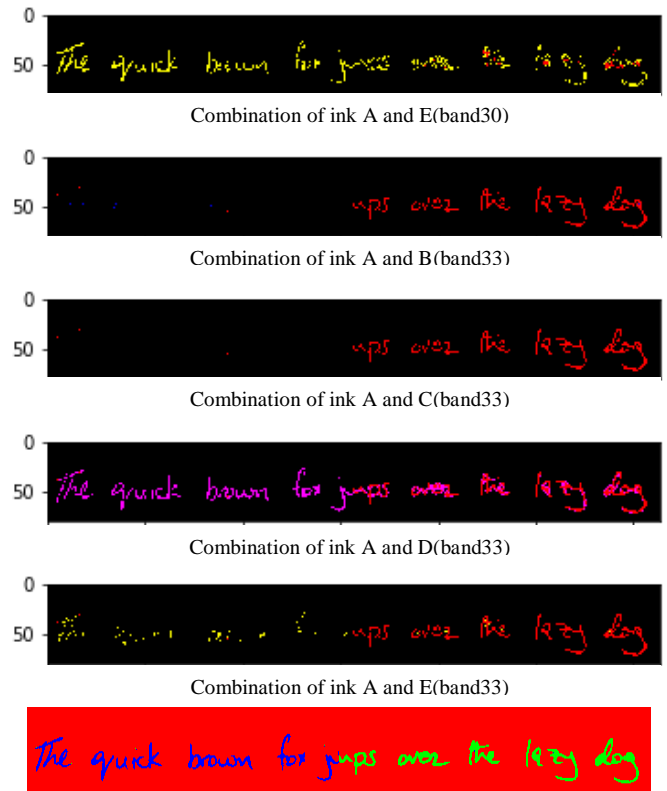 0
50
The quick brown fox jumps over the lazy dog
Combination of ink A and E(band30)
0
50
ups over the lazy dog
Combination of ink A and B(band33)
0
50
ups over the lazy dog
Combination of ink A and C(band33)
0
50
The quick brown fox jups over the lazy dog
Combination of ink A and D(band33)
0
50
ups over the lazy dog
Combination of ink A and E(band33)
The quick brown fox juups over the lazy dog